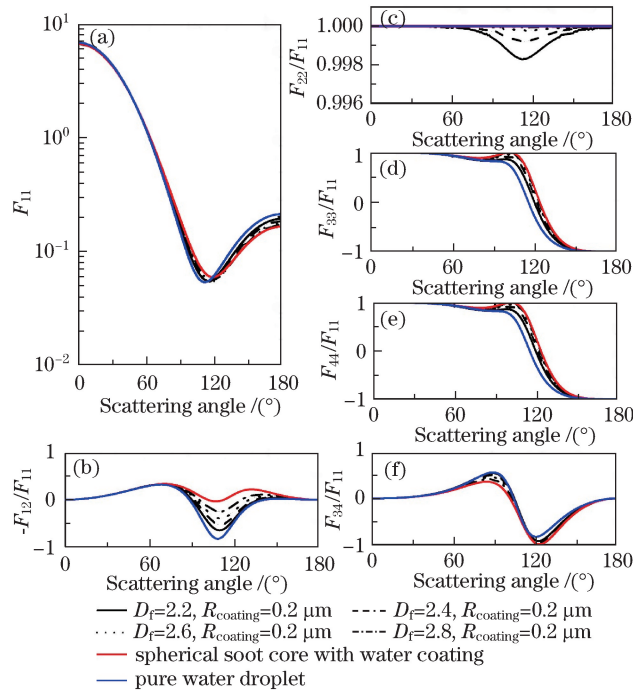 (a)
10¹
10⁰
10⁻¹
10⁻²
F₁₁
0 60 120 180
Scattering angle /(°)
(b)
1
0
-1
-F₁₂/F₁₁
0 60 120 180
Scattering angle /(°)
(c)
1.000
0.998
0.996
F₂₂/F₁₁
0 60 120 180
Scattering angle /(°)
(d)
1
0
-1
F₃₃/F₁₁
0 60 120 180
Scattering angle /(°)
(e)
1
0
-1
F₄₄/F₁₁
0 60 120 180
Scattering angle /(°)
(f)
1
0
-1
F₃₄/F₁₁
0 60 120 180
Scattering angle /(°)
D_f=2.2, R_coating=0.2 μm
D_f=2.4, R_coating=0.2 μm
D_f=2.6, R_coating=0.2 μm
D_f=2.8, R_coating=0.2 μm
spherical soot core with water coating
pure water droplet